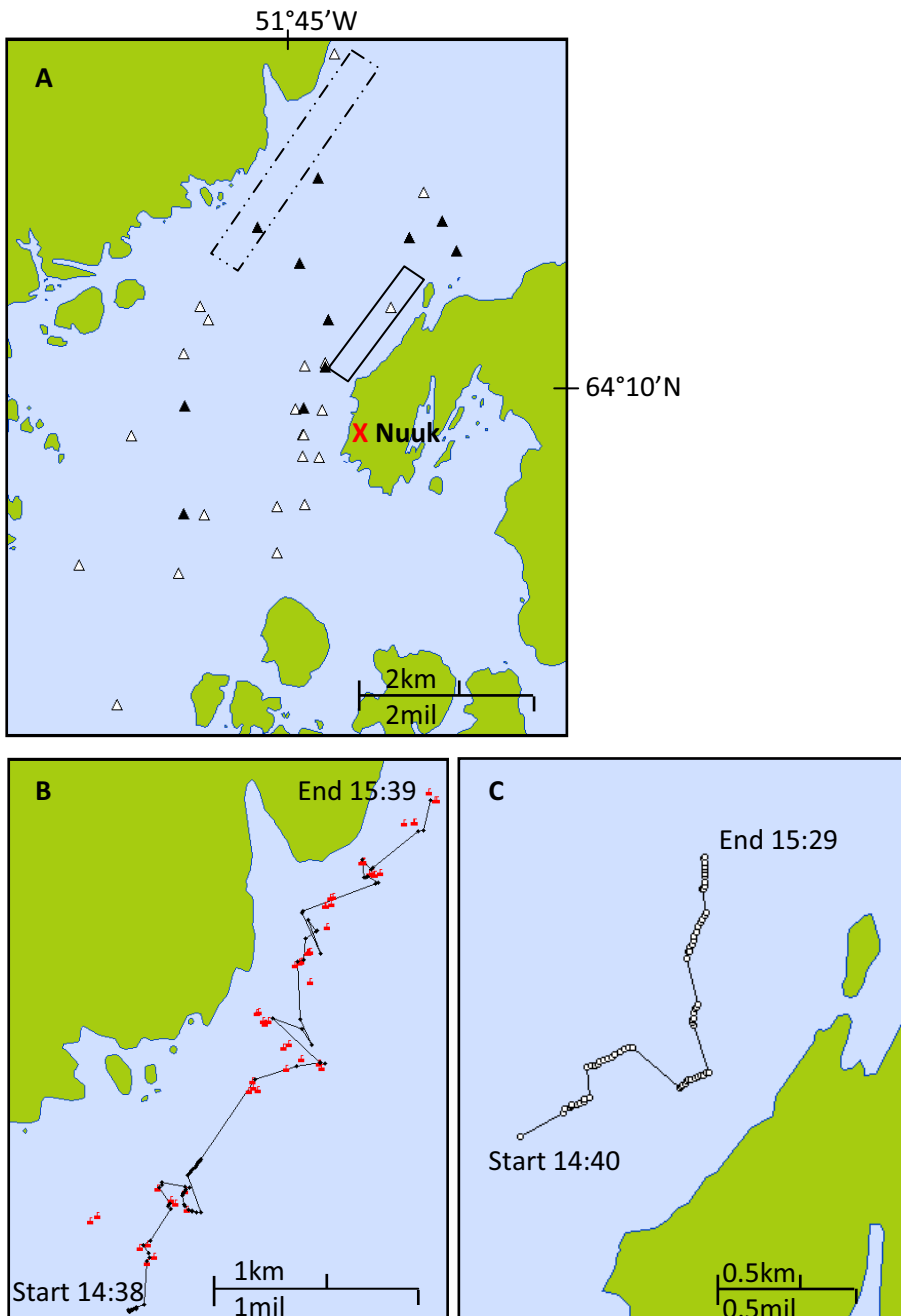 51°45’W
A
64°10’N
X Nuuk
2km
2mil
B
End 15:39
Start 14:38
1km
1mil
C
End 15:29
Start 14:40
0.5km
0.5mil